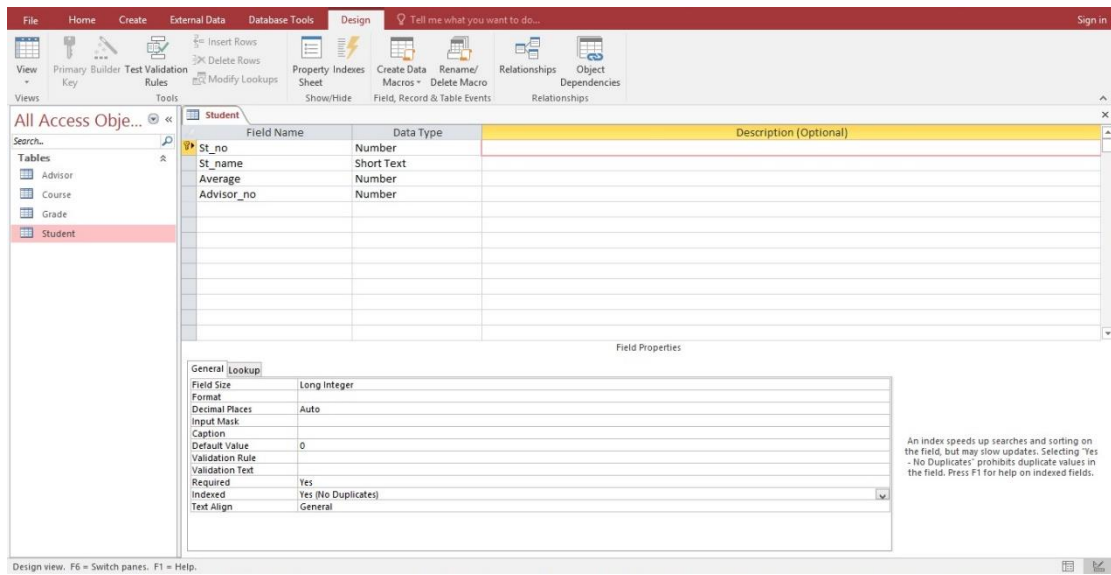 File Home Create External Data Database Tools Design Tell me what you want to do... Sign in
View
Primary Key
Builder
Test Validation Rules
Insert Rows
Delete Rows
Modify Lookups
Property Sheet
Indexes
Create Data Macros
Rename/ Delete Macro
Relationships
Object Dependencies
Views Tools Show/Hide Field, Record & Table Events Relationships
All Access Obje...
Search...
Tables
Advisor
Course
Grade
Student
Student
Field Name Data Type Description (Optional)
St_no Number
St_name Short Text
Average Number
Advisor_no Number
Field Properties
General Lookup
Field Size Long Integer
Format
Decimal Places Auto
Input Mask
Caption
Default Value 0
Validation Rule
Validation Text
Required Yes
Indexed Yes (No Duplicates)
Text Align General
An index speeds up searches and sorting on
the field, but may slow updates. Selecting "Yes
- No Duplicates" prohibits duplicate values in
the field. Press F1 for help on indexed fields.
Design view. F6 = Switch panes. F1 = Help.